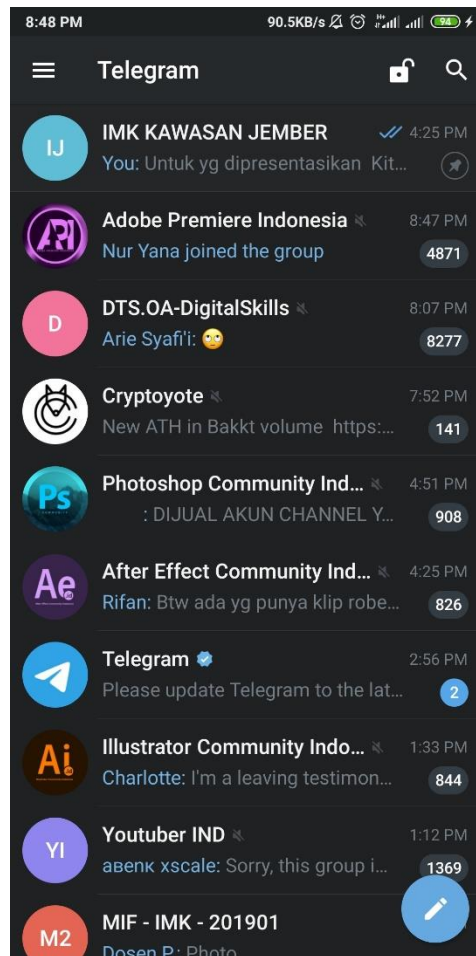 8:48 PM 90.5KB/s 94
Telegram
IJ IMK KAWASAN JEMBER 4:25 PM
You: Untuk yg dipresentasikan Kit...
Adobe Premiere Indonesia 8:47 PM
Nur Yana joined the group 4871
D DTS.OA-DigitalSkills 8:07 PM
Arie Syafi'i: 8277
Cryptoyote 7:52 PM
New ATH in Bakkt volume https:... 141
Ps Photoshop Community Ind... 4:51 PM
: DIJUAL AKUN CHANNEL Y... 908
Ae After Effect Community Ind... 4:25 PM
Rifan: Btw ada yg punya klip robe... 826
Telegram 2:56 PM
Please update Telegram to the lat... 2
Ai Illustrator Community Indo... 1:33 PM
Charlotte: I'm a leaving testimon... 844
YI Youtuber IND 1:12 PM
авепк xscale: Sorry, this group i... 1369
M2 MIF - IMK - 201901
Dosen P.: Photo